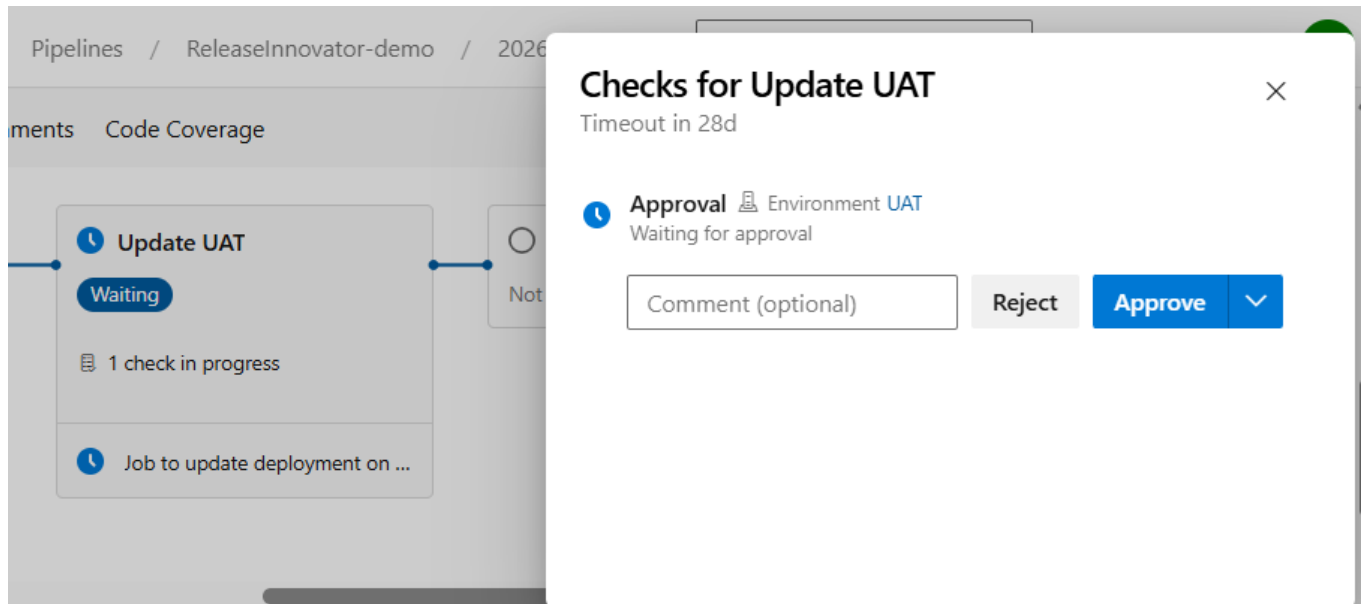 Pipelines / ReleaseInnovator-demo / 2026
ments Code Coverage
Update UAT
Waiting
1 check in progress
Job to update deployment on ...
Not
Checks for Update UAT
Timeout in 28d
Approval Environment UAT
Waiting for approval
Comment (optional) Reject Approve